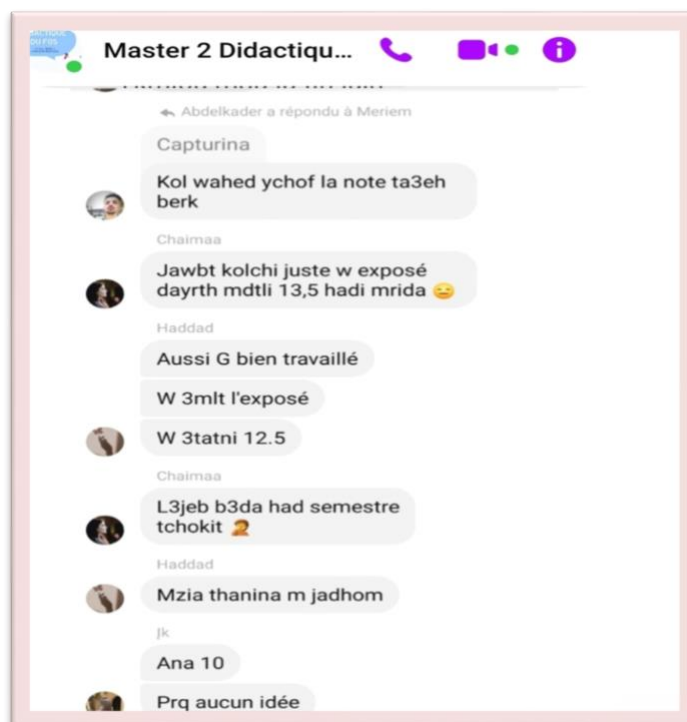 DU FOS
Master 2 Didactiqu...
Abdelkader a répondu à Meriem
Capturina
Kol wahed ychof la note ta3eh
berk
Chaimaa
Jawbt kolchi juste w exposé
dayrth mdtli 13,5 hadi mrida 😣
Haddad
Aussi G bien travaillé
W 3mlt l'exposé
W 3tatni 12.5
Chaimaa
L3jeb b3da had semestre
tchokit 🤦
Haddad
Mzia thanina m jadhom
Jk
Ana 10
Prq aucun idée